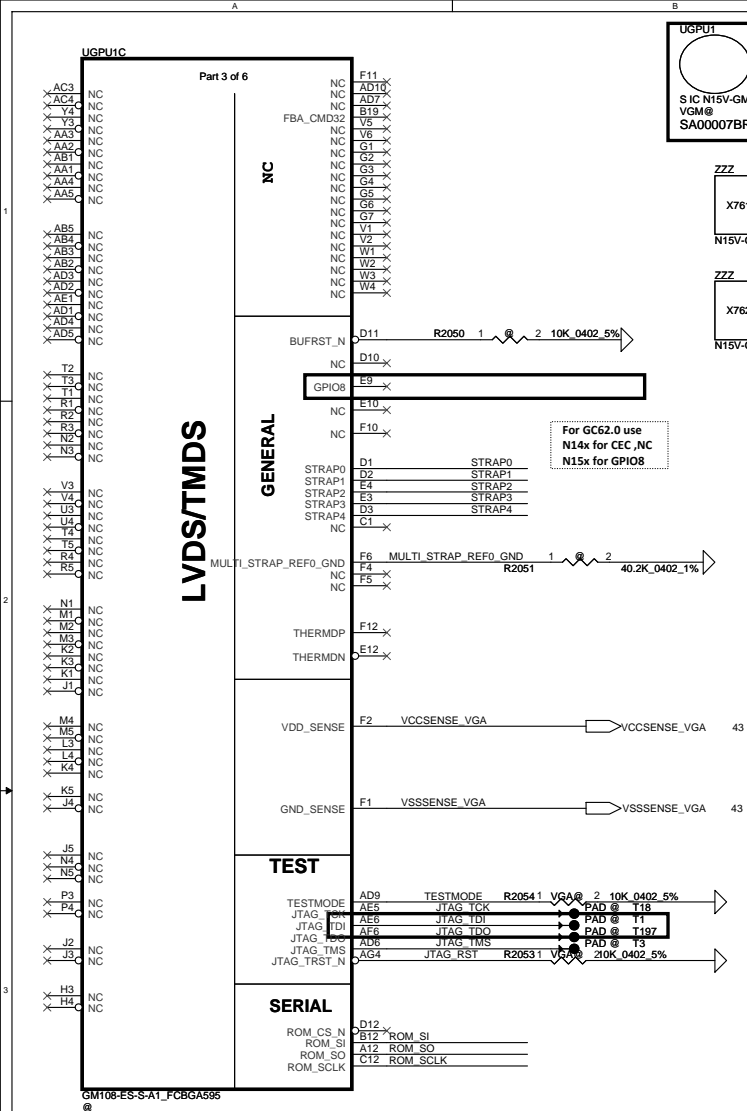 A B
UGPU1C
Part 3 of 6
UGPU1
S IC N15V-GM
VGM@
SA00007BR
ZZZ
X761
N15V-G
ZZZ
X762
N15V-G
1
2
3
AC3 NC
AC4 NC
Y4 NC
Y3 NC
AA3 NC
AA2 NC
AB1 NC
AA1 NC
AA4 NC
AA5 NC
AB5 NC
AB4 NC
AB3 NC
AB2 NC
AD3 NC
AD2 NC
AE1 NC
AD1 NC
AD4 NC
AD5 NC
T2 NC
T3 NC
T1 NC
R1 NC
R2 NC
R3 NC
N2 NC
N3 NC
V3 NC
V4 NC
U3 NC
U4 NC
T4 NC
T5 NC
R4 NC
R5 NC
N1 NC
M1 NC
M2 NC
M3 NC
K2 NC
K3 NC
K1 NC
J1 NC
M4 NC
M5 NC
L3 NC
L4 NC
K4 NC
K5 NC
J4 NC
J5 NC
N4 NC
N5 NC
P3 NC
P4 NC
J2 NC
J3 NC
H3 NC
H4 NC
LVDS/TMDS
NC
NC F11
NC AD10
NC AD7
FBA_CMD32 B19
NC V5
NC V6
NC G1
NC G2
NC G3
NC G4
NC G5
NC G6
NC G7
NC V1
NC V2
NC W1
NC W2
NC W3
NC W4
GENERAL
BUFRST_N D11 R2050 1 @ 2 10K_0402_5%
NC D10
GPIO8 E9
NC E10
NC F10
For GC62.0 use
N14x for CEC ,NC
N15x for GPIO8
STRAP0 D1 STRAP0
STRAP1 D2 STRAP1
STRAP2 E4 STRAP2
STRAP3 E3 STRAP3
STRAP4 D3 STRAP4
NC C1
MULTI_STRAP_REF0_GND F6 MULTI_STRAP_REF0_GND 1 @ 2
R2051 40.2K_0402_1%
NC F4
NC F5
THERMDP F12
THERMDN E12
VDD_SENSE F2 VCCSENSE_VGA VCCSENSE_VGA 43
GND_SENSE F1 VSSSENSE_VGA VSSSENSE_VGA 43
TEST
TESTMODE AD9 TESTMODE R2054 1 VGA@ 2 10K_0402_5%
JTAG_TCK AE5 JTAG_TCK PAD @ T18
JTAG_TDI AE6 JTAG_TDI PAD @ T1
JTAG_TDO AF6 JTAG_TDO PAD @ T197
JTAG_TMS AD6 JTAG_TMS PAD @ T3
JTAG_TRST_N AG4 JTAG_RST R2053 1 VGA@ 2 10K_0402_5%
SERIAL
ROM_CS_N D12
ROM_SI B12 ROM_SI
ROM_SO A12 ROM_SO
ROM_SCLK C12 ROM_SCLK
GM108-ES-S-A1_FCBGA595
@